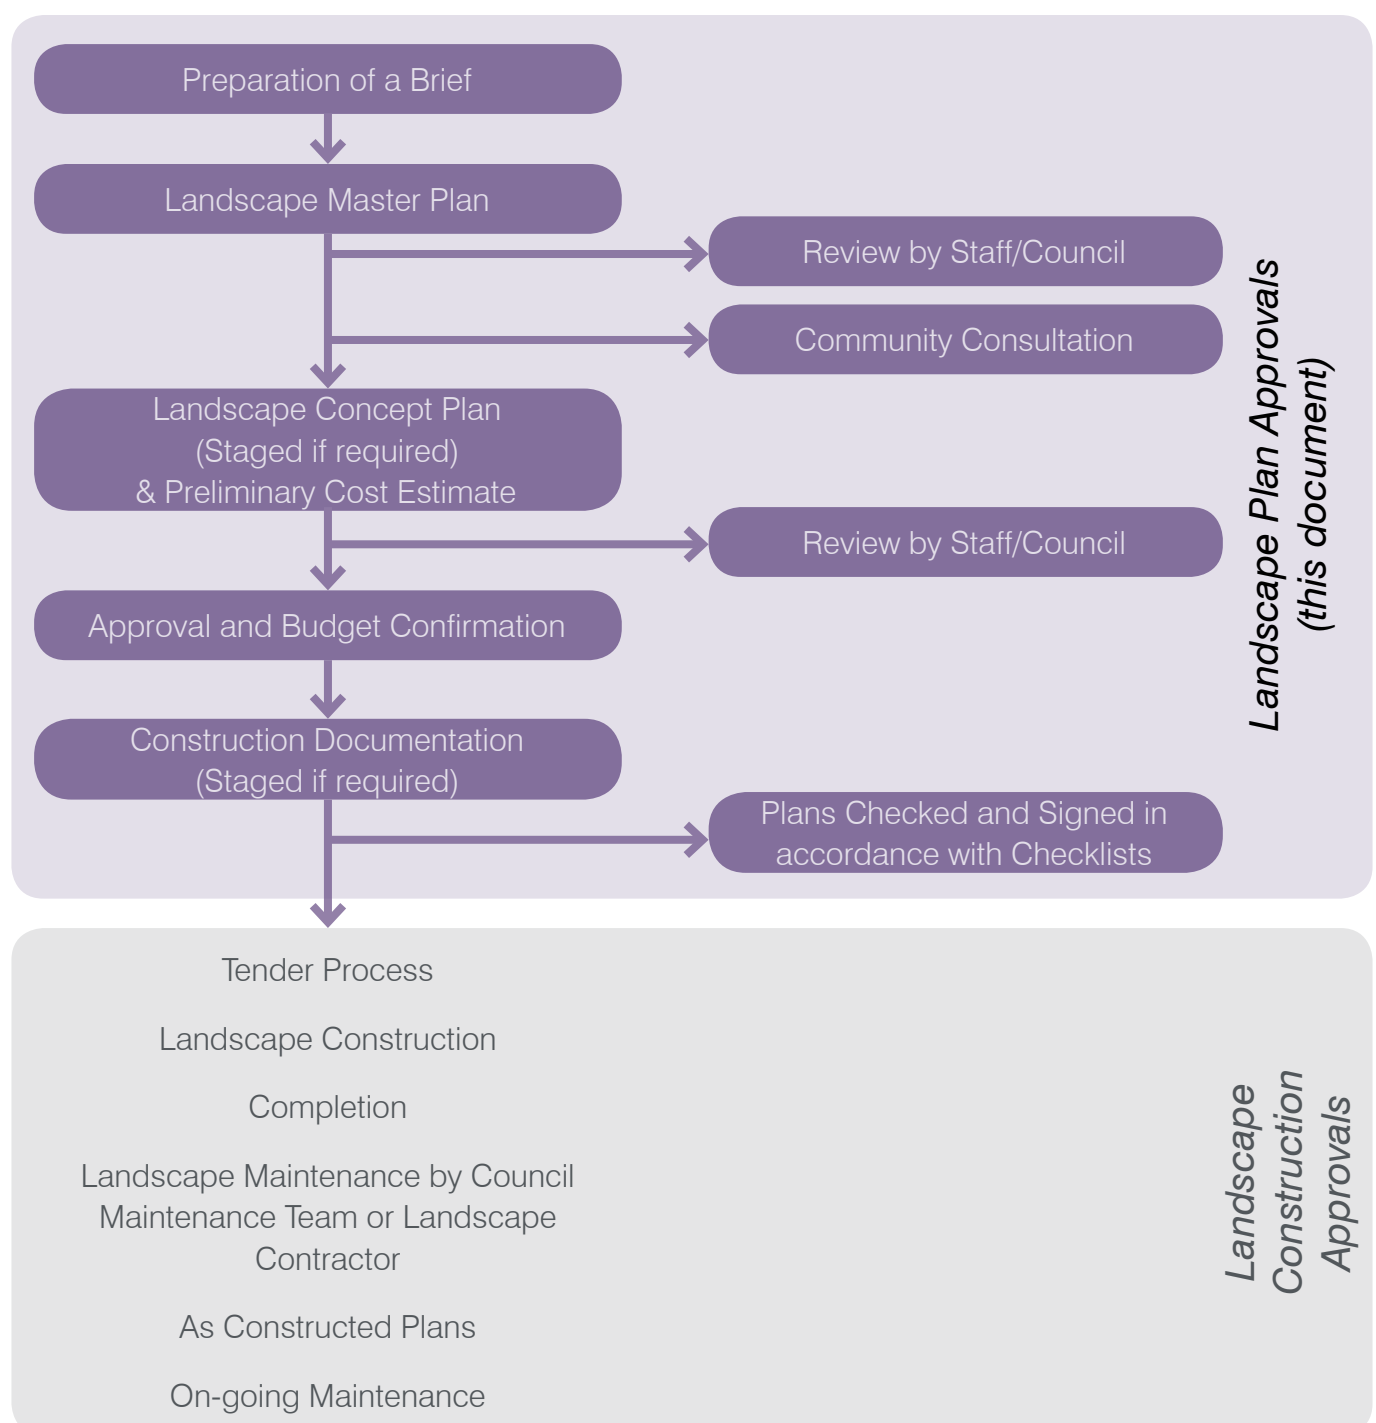 Preparation of a Brief
Landscape Master Plan
Review by Staff/Council
Community Consultation
Landscape Concept Plan
(Staged if required)
& Preliminary Cost Estimate
Review by Staff/Council
Approval and Budget Confirmation
Construction Documentation
(Staged if required)
Plans Checked and Signed in
accordance with Checklists
Landscape Plan Approvals
(this document)
Tender Process
Landscape Construction
Completion
Landscape Maintenance by Council
Maintenance Team or Landscape
Contractor
As Constructed Plans
On-going Maintenance
Landscape
Construction
Approvals